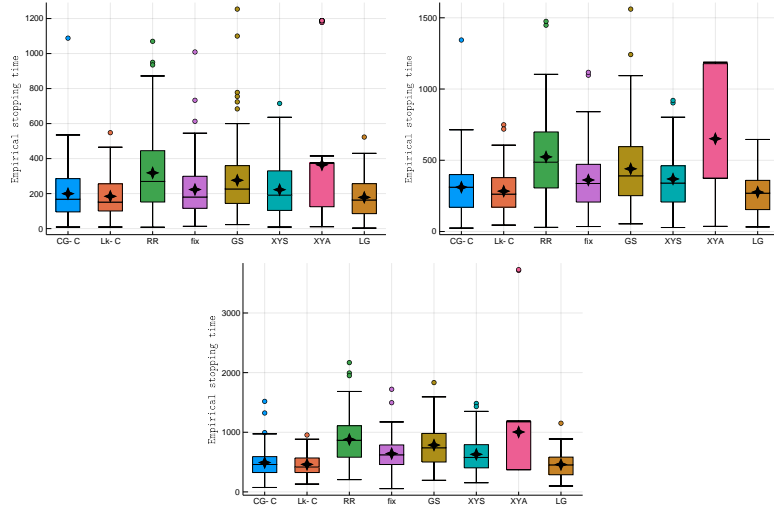 Empirical stopping time
1200
1000
800
600
400
200
0
CG- C Lk- C RR fix GS XYS XYA LG
Empirical stopping time
1500
1000
500
0
CG- C Lk- C RR fix GS XYS XYA LG
Empirical stopping time
3000
2000
1000
0
CG- C Lk- C RR fix GS XYS XYA LG